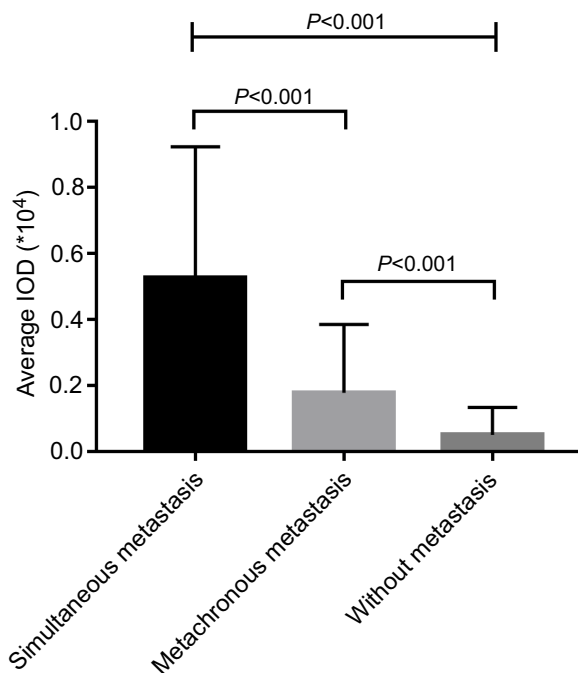 P<0.001
P<0.001
P<0.001
Average IOD (*10⁴)
1.0
0.8
0.6
0.4
0.2
0.0
Simultaneous metastasis
Metachronous metastasis
Without metastasis